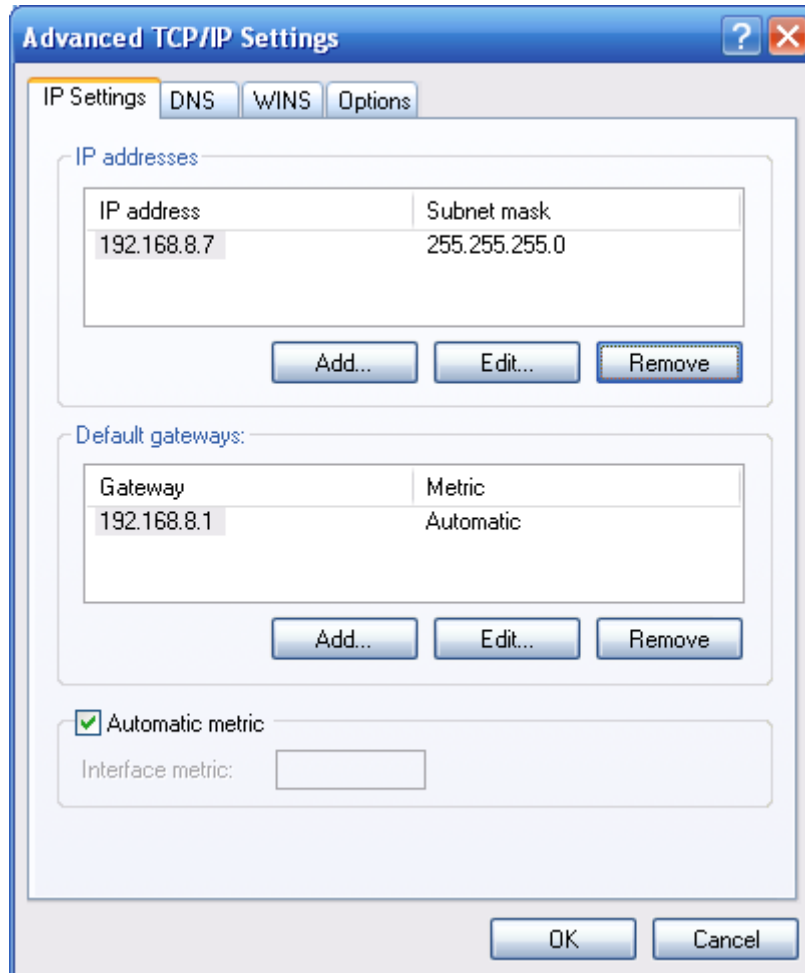 Advanced TCP/IP Settings
IP Settings DNS WINS Options
IP addresses
IP address Subnet mask
192.168.8.7 255.255.255.0
Add... Edit... Remove
Default gateways:
Gateway Metric
192.168.8.1 Automatic
Add... Edit... Remove
Automatic metric
Interface metric:
OK Cancel